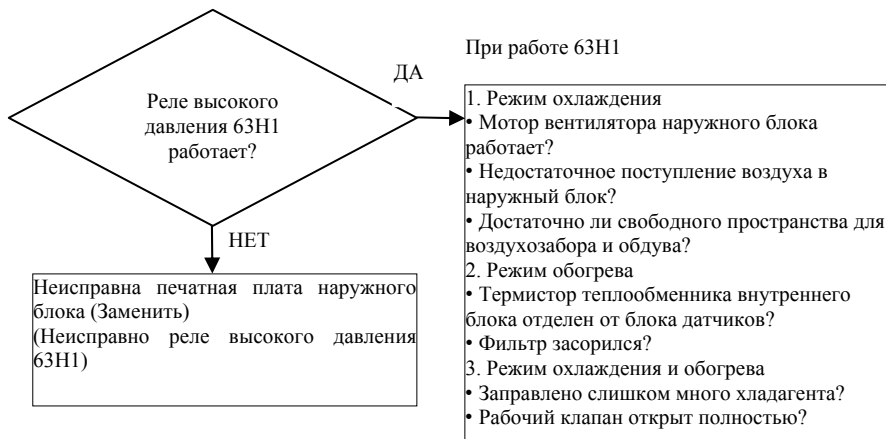 При работе 63H1
ДА
Реле высокого
давления 63H1
работает?
1. Режим охлаждения
• Мотор вентилятора наружного блока
работает?
• Недостаточное поступление воздуха в
наружный блок?
• Достаточно ли свободного пространства для
воздухозабора и обдува?
2. Режим обогрева
• Термистор теплообменника внутреннего
блока отделен от блока датчиков?
• Фильтр засорился?
3. Режим охлаждения и обогрева
• Заправлено слишком много хладагента?
• Рабочий клапан открыт полностью?
НЕТ
Неисправна печатная плата наружного
блока (Заменить)
(Неисправно реле высокого давления
63H1)